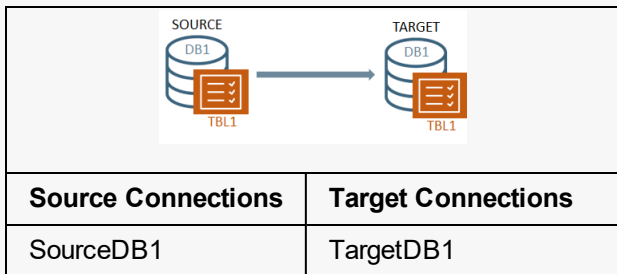 SOURCE TARGET
DB1 DB1
TBL1 TBL1
Source Connections Target Connections
SourceDB1 TargetDB1